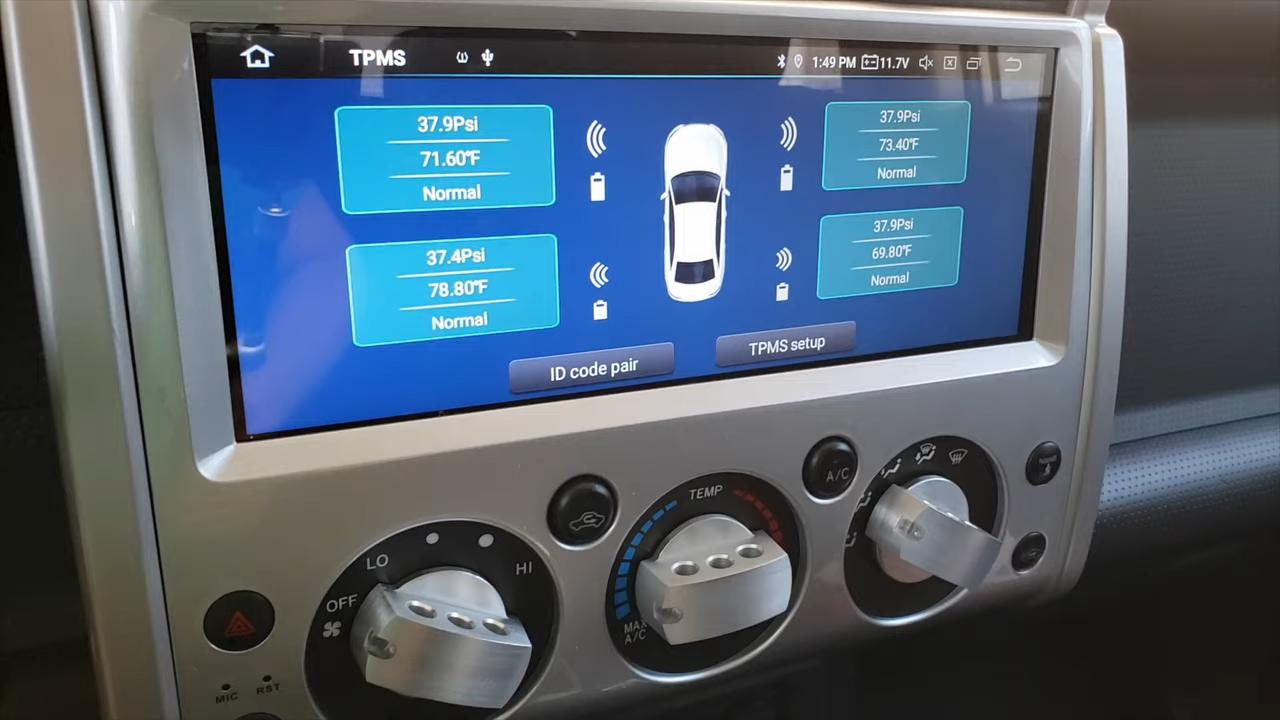 TPMS
1:49 PM
11.7V
37.9Psi
71.60℉
Normal
37.9Psi
73.40℉
Normal
37.4Psi
78.80℉
Normal
37.9Psi
69.80℉
Normal
ID code pair
TPMS setup
LO
HI
OFF
TEMP
MAX
A/C
A/C
MIC
RST